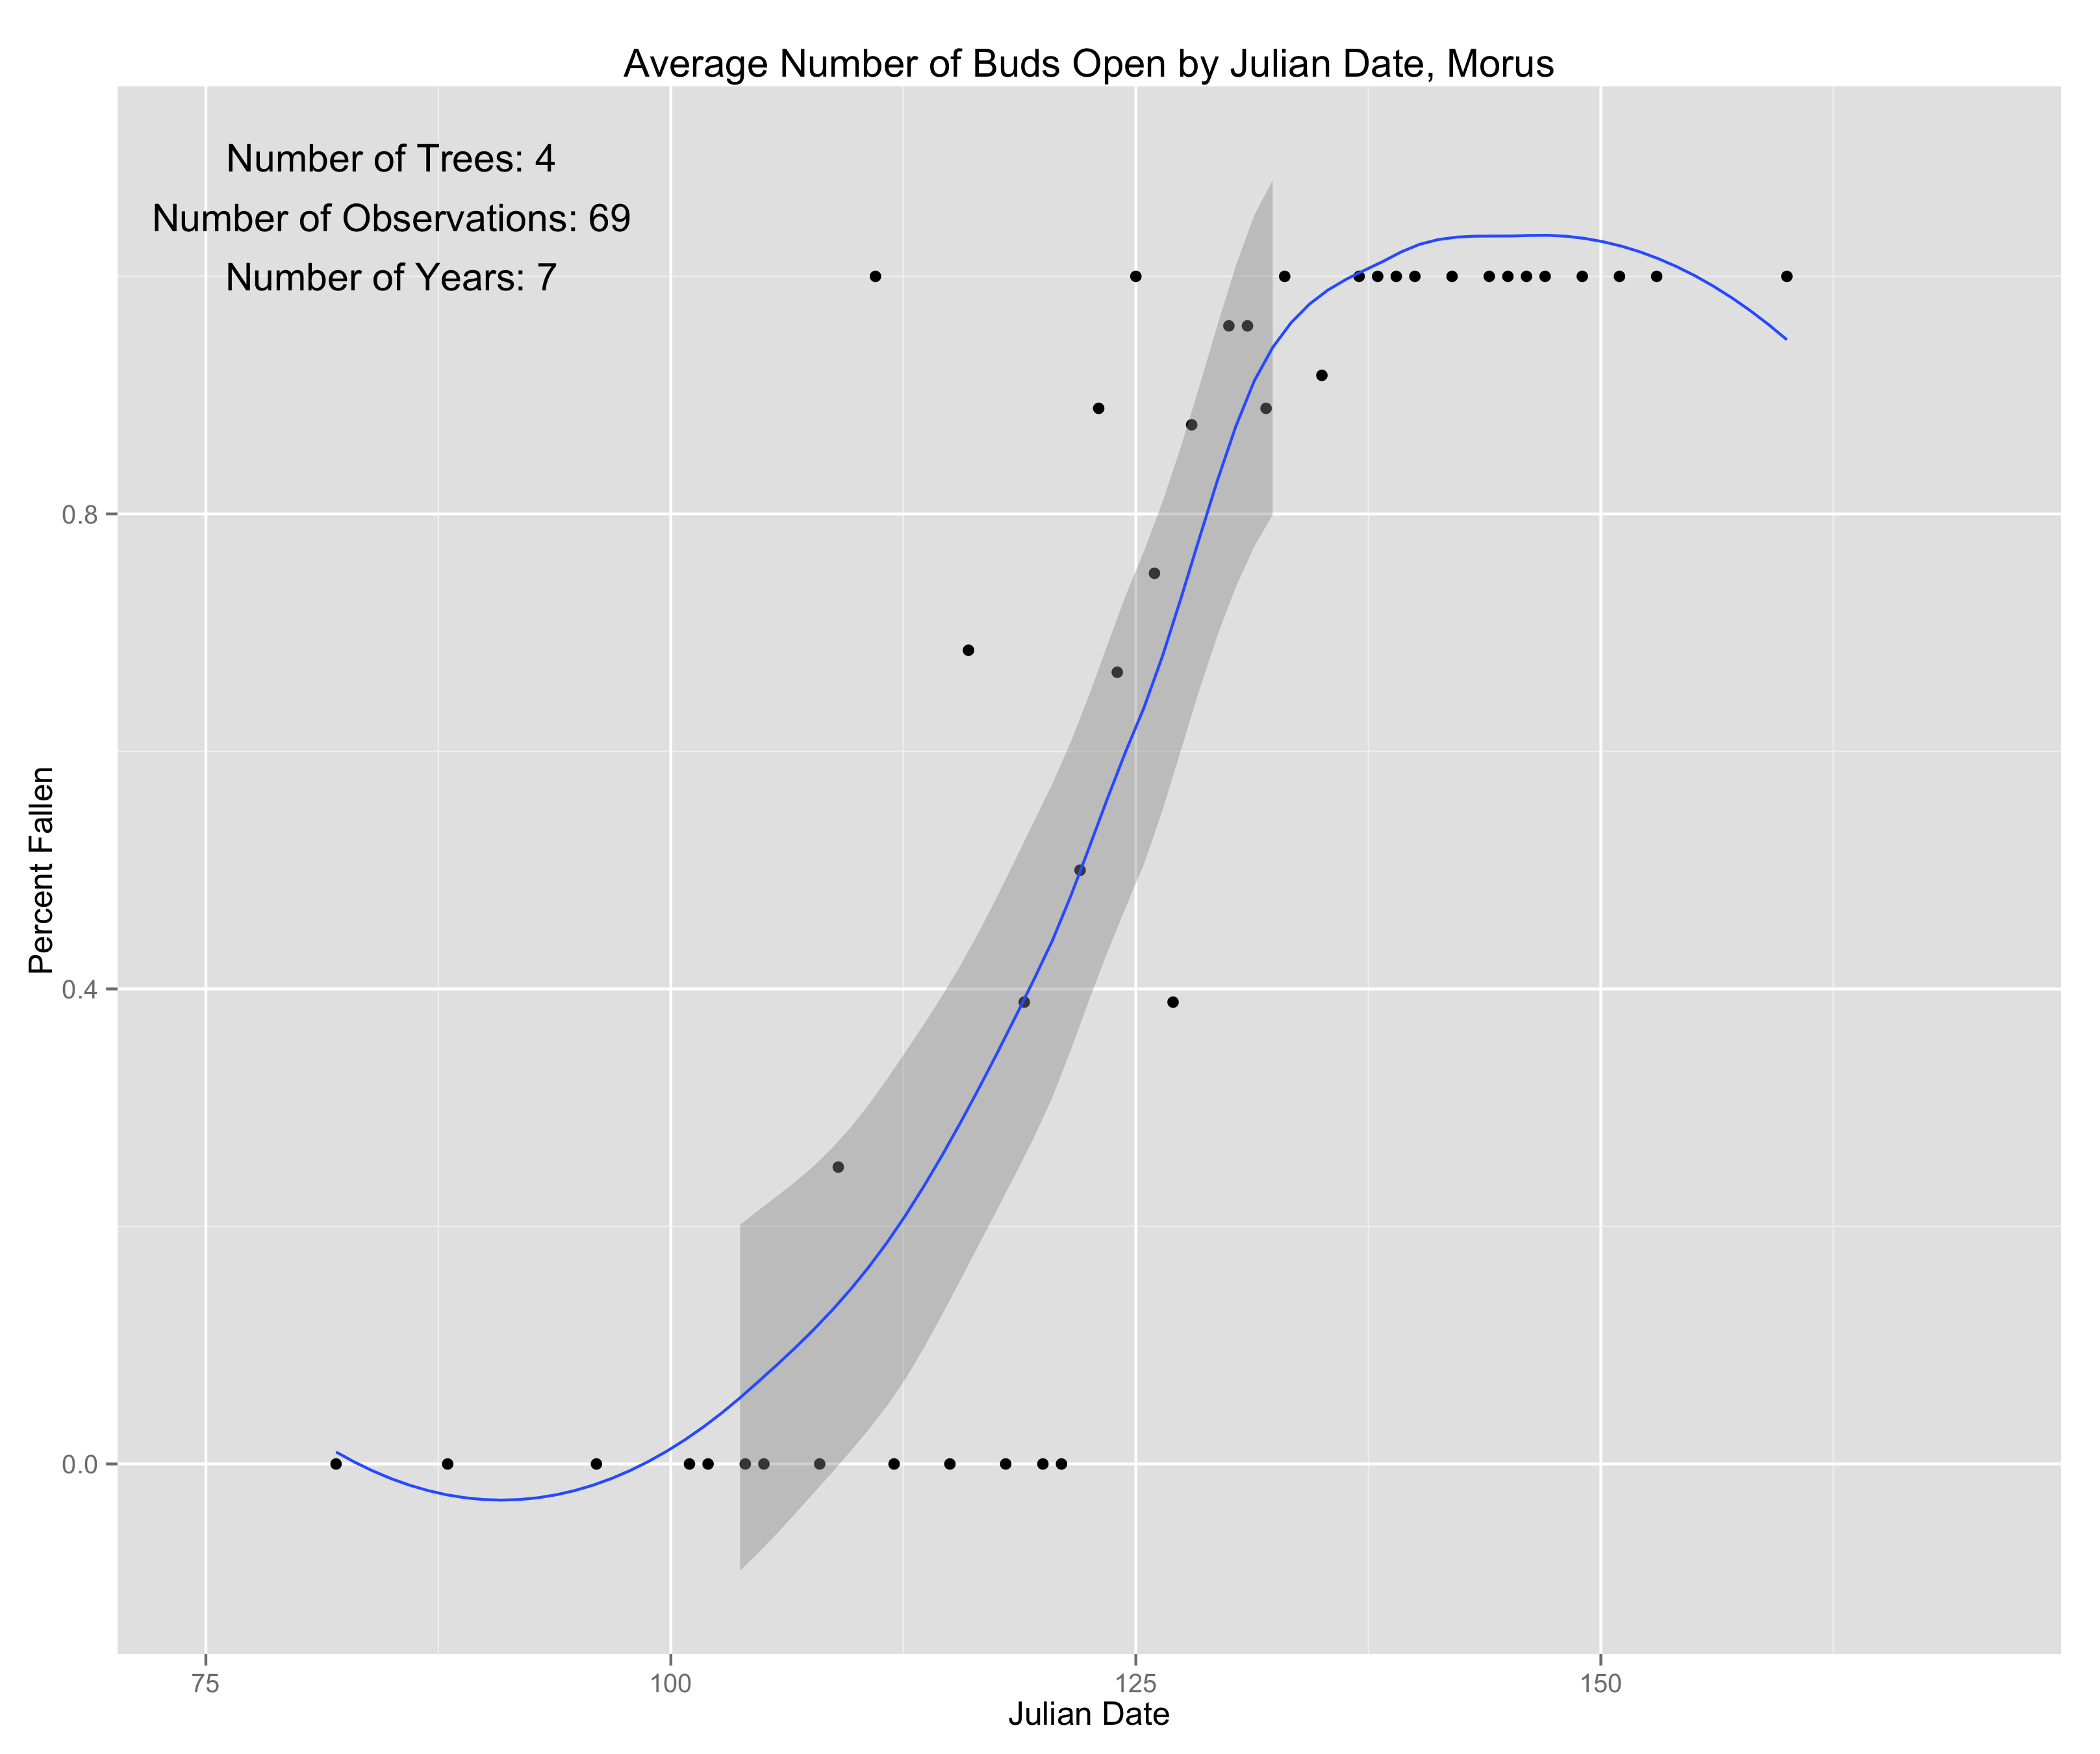 Average Number of Buds Open by Julian Date, Morus
Number of Trees: 4
Number of Observations: 69
Number of Years: 7
Percent Fallen
0.8
0.4
0.0
75
100
125
150
Julian Date